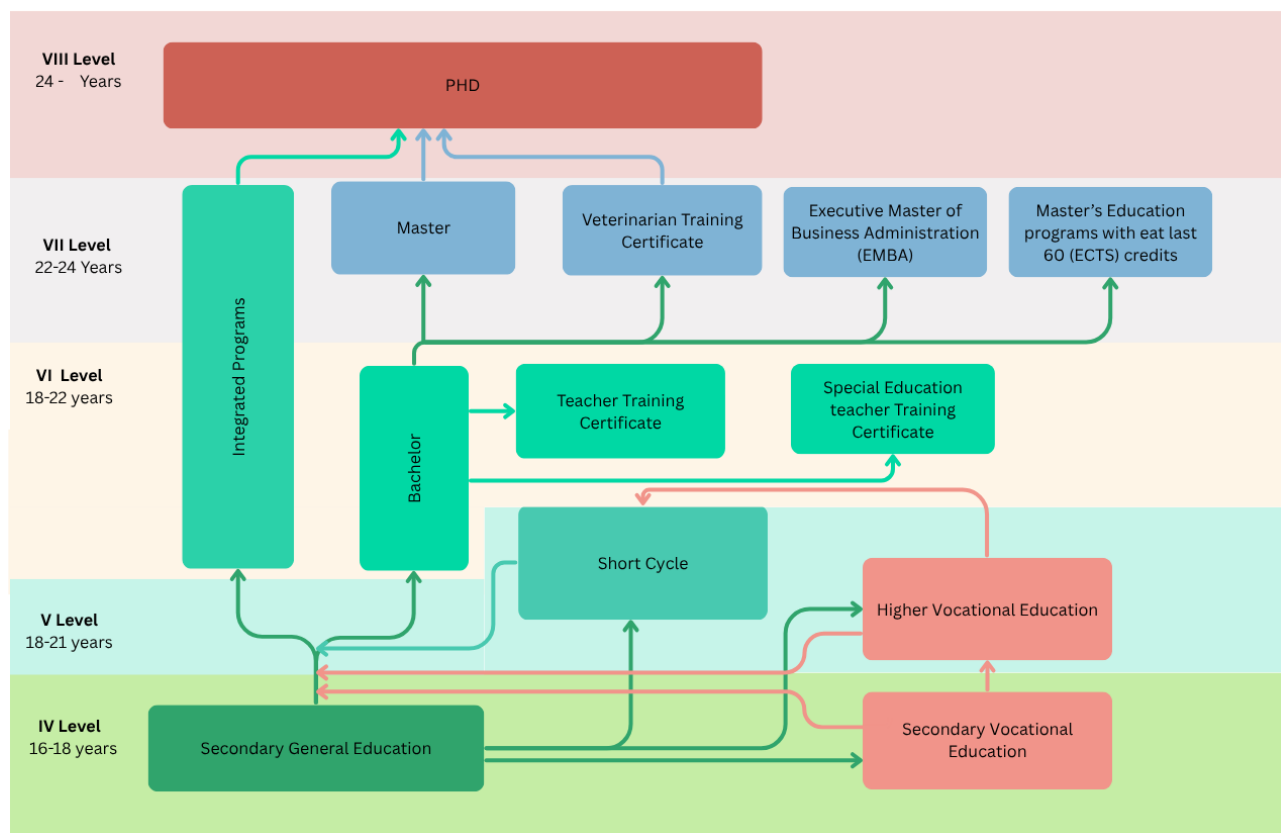 VIII Level
24 - Years
PHD
VII Level
22-24 Years
Master
Veterinarian Training
Certificate
Executive Master of
Business Administration
(EMBA)
Master’s Education
programs with eat last
60 (ECTS) credits
Integrated Programs
VI Level
18-22 years
Bachelor
Teacher Training
Certificate
Special Education
teacher Training
Certificate
Short Cycle
Higher Vocational Education
V Level
18-21 years
IV Level
16-18 years
Secondary General Education
Secondary Vocational
Education